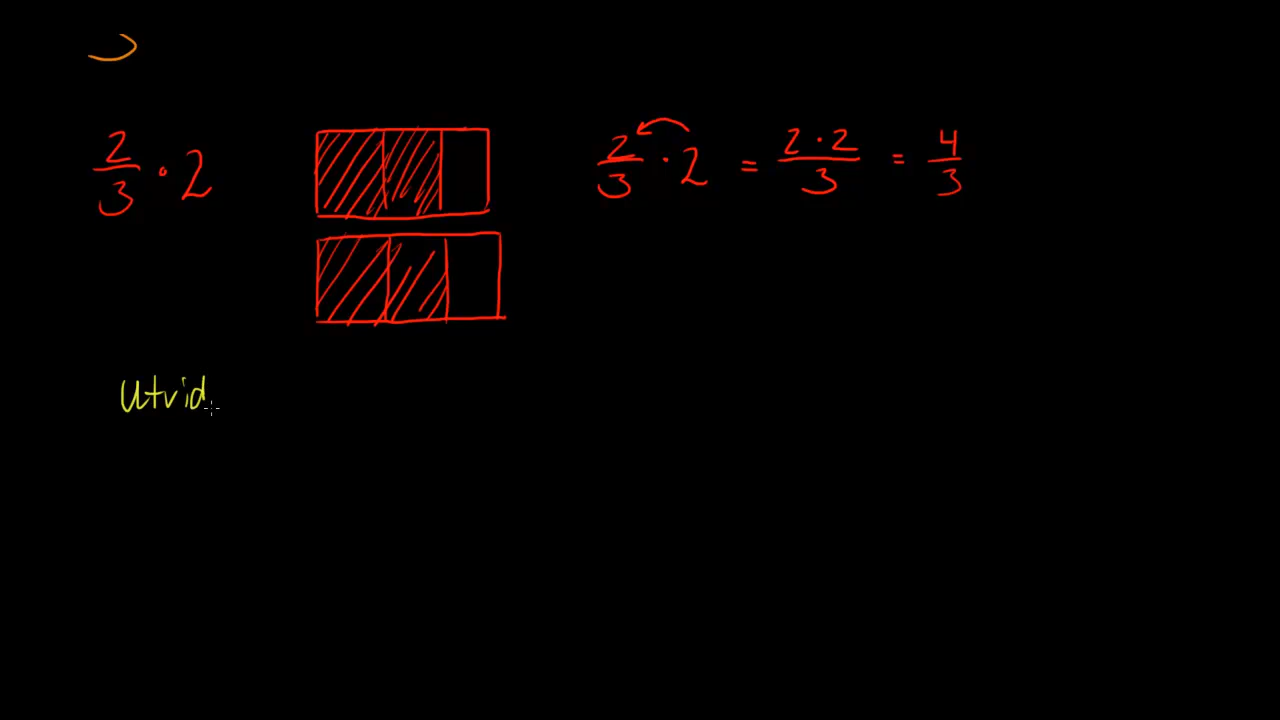 2/3 · 2
2/3 · 2 = 2 · 2/3 = 4/3
Utvid